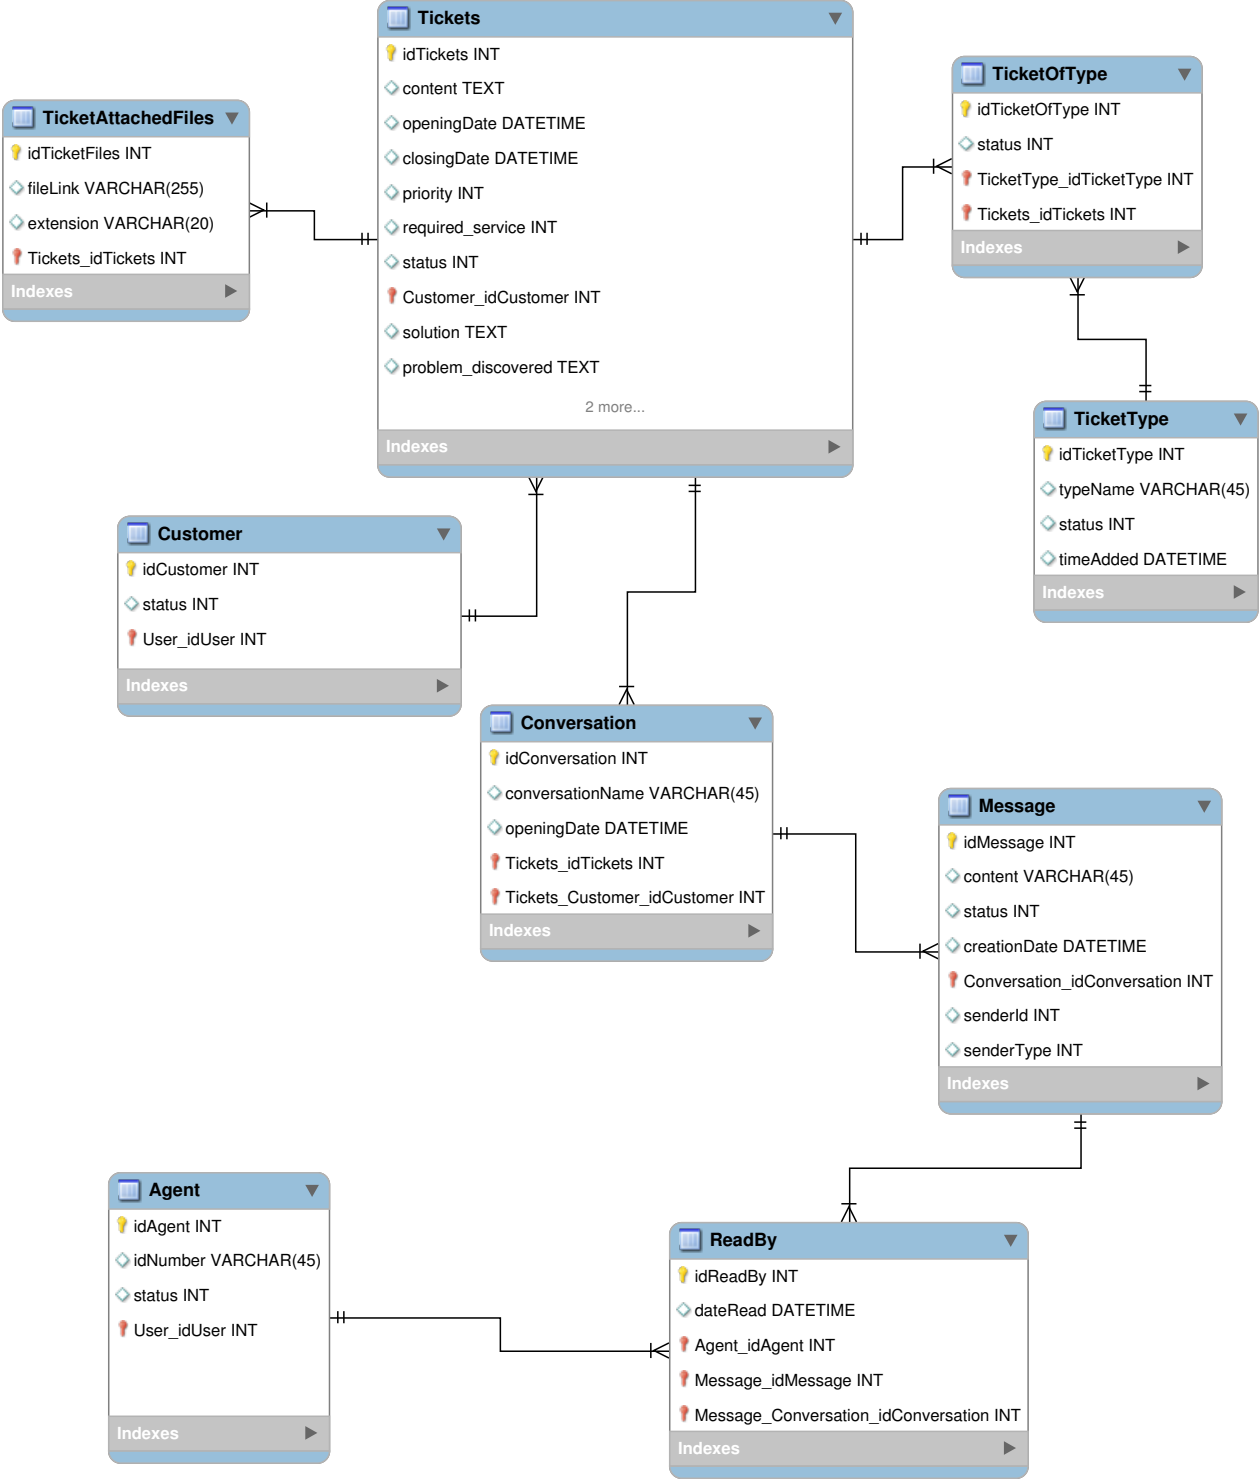 Tickets
idTickets INT
content TEXT
openingDate DATETIME
closingDate DATETIME
priority INT
required_service INT
status INT
Customer_idCustomer INT
solution TEXT
problem_discovered TEXT
2 more...
Indexes
TicketOfType
idTicketOfType INT
status INT
TicketType_idTicketType INT
Tickets_idTickets INT
Indexes
TicketAttachedFiles
idTicketFiles INT
fileLink VARCHAR(255)
extension VARCHAR(20)
Tickets_idTickets INT
Indexes
TicketType
idTicketType INT
typeName VARCHAR(45)
status INT
timeAdded DATETIME
Indexes
Customer
idCustomer INT
status INT
User_idUser INT
Indexes
Conversation
idConversation INT
conversationName VARCHAR(45)
openingDate DATETIME
Tickets_idTickets INT
Tickets_Customer_idCustomer INT
Indexes
Message
idMessage INT
content VARCHAR(45)
status INT
creationDate DATETIME
Conversation_idConversation INT
senderId INT
senderType INT
Indexes
Agent
idAgent INT
idNumber VARCHAR(45)
status INT
User_idUser INT
Indexes
ReadBy
idReadBy INT
dateRead DATETIME
Agent_idAgent INT
Message_idMessage INT
Message_Conversation_idConversation INT
Indexes